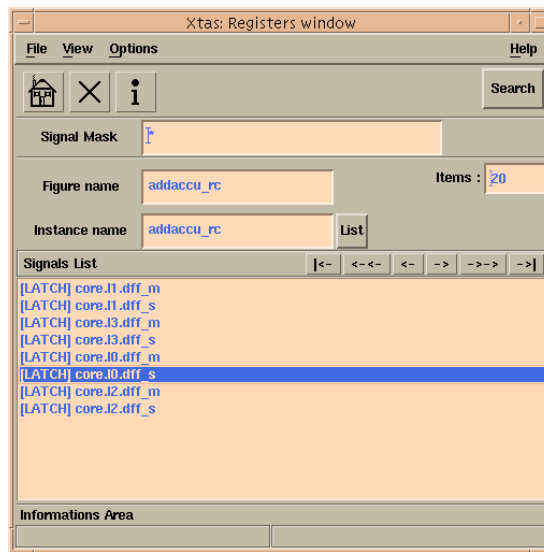 Xtas: Registers window
File View Options Help
Search
Signal Mask *
Figure name addaccu_rc Items : 20
Instance name addaccu_rc List
Signals List |<- <-<- <- -> ->-> ->|
[LATCH] core.l1.dff_m
[LATCH] core.l1.dff_s
[LATCH] core.l3.dff_m
[LATCH] core.l3.dff_s
[LATCH] core.l0.dff_m
[LATCH] core.l0.dff_s
[LATCH] core.l2.dff_m
[LATCH] core.l2.dff_s
Informations Area